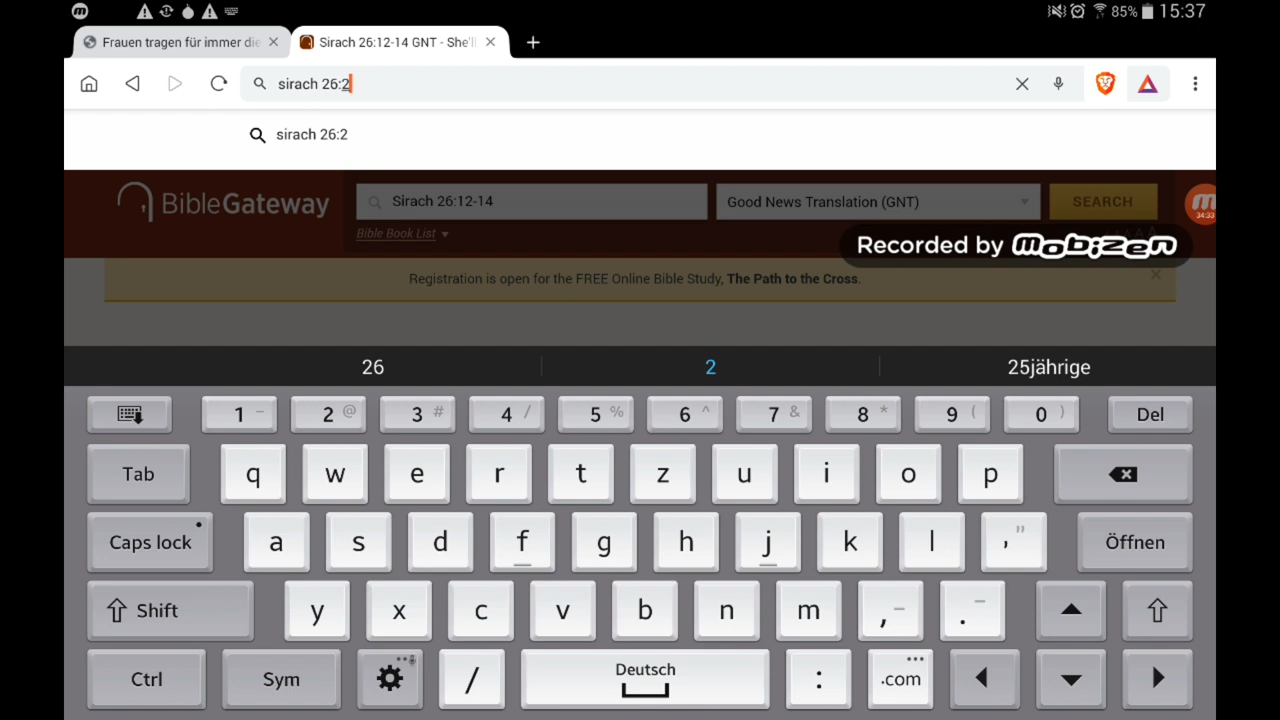 85% 15:37
Frauen tragen für immer die
Sirach 26:12-14 GNT - She'll
sirach 26:2
sirach 26:2
BibleGateway
Sirach 26:12-14
Good News Translation (GNT)
SEARCH
34:33
Bible Book List
Recorded by mobizen
Registration is open for the FREE Online Bible Study, The Path to the Cross.
26 2 25jährige
1 - 2 @ 3 # 4 / 5 % 6 ^ 7 & 8 * 9 ( 0 ) Del
Tab q w e r t z u i o p
Caps lock a s d f g h j k l ' " Öffnen
Shift y x c v b n m , - . -
Ctrl Sym / Deutsch : .com